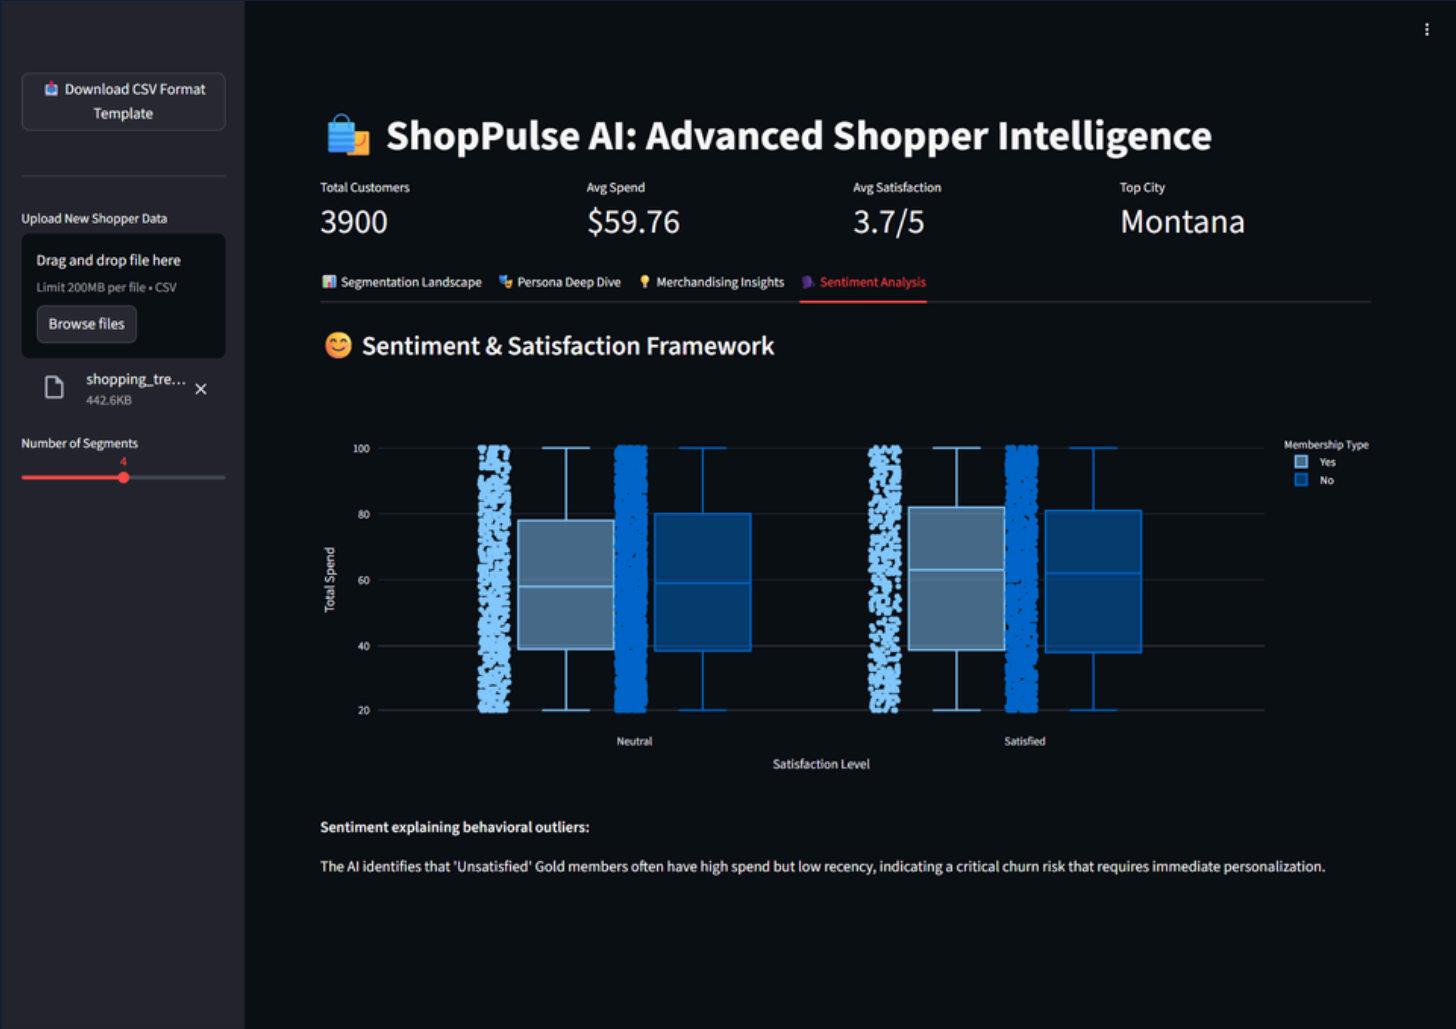 Download CSV Format
Template
Upload New Shopper Data
Drag and drop file here
Limit 200MB per file • CSV
Browse files
shopping_tre...
442.6KB
Number of Segments
4
ShopPulse AI: Advanced Shopper Intelligence
Total Customers
3900
Avg Spend
$59.76
Avg Satisfaction
3.7/5
Top City
Montana
Segmentation Landscape
Persona Deep Dive
Merchandising Insights
Sentiment Analysis
Sentiment & Satisfaction Framework
Total Spend
100
80
60
40
20
Neutral
Satisfied
Satisfaction Level
Membership Type
Yes
No
Sentiment explaining behavioral outliers:
The AI identifies that 'Unsatisfied' Gold members often have high spend but low recency, indicating a critical churn risk that requires immediate personalization.